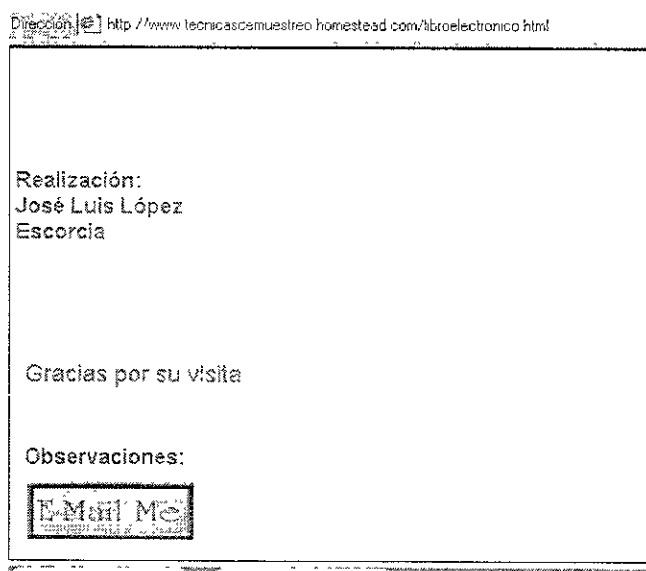 Dirección http://www.tecnicascemuestreo.homestead.com/libroelectronico.html
Realización:
José Luis López
Escorcia
Gracias por su visita
Observaciones:
E-Mail Me